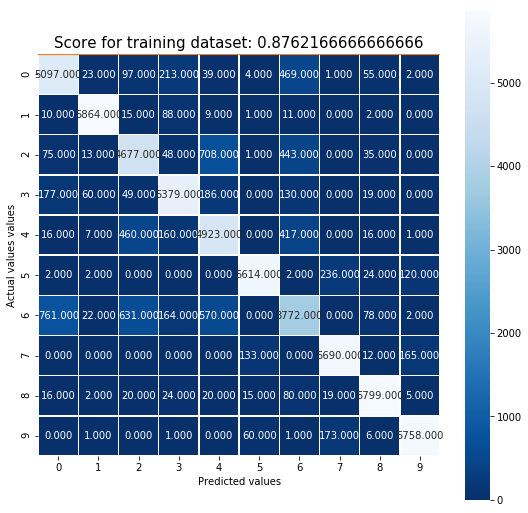 Score for training dataset: 0.8762166666666666
Actual values values
0 5097.000 23.000 97.000 213.000 39.000 4.000 469.000 1.000 55.000 2.000
1 10.000 5864.000 15.000 88.000 9.000 1.000 11.000 0.000 2.000 0.000
2 75.000 13.000 4677.000 48.000 708.000 1.000 443.000 0.000 35.000 0.000
3 177.000 60.000 49.000 5379.000 186.000 0.000 130.000 0.000 19.000 0.000
4 16.000 7.000 460.000 160.000 4923.000 0.000 417.000 0.000 16.000 1.000
5 2.000 2.000 0.000 0.000 0.000 5614.000 2.000 236.000 24.000 120.000
6 761.000 22.000 631.000 164.000 570.000 0.000 3772.000 0.000 78.000 2.000
7 0.000 0.000 0.000 0.000 0.000 133.000 0.000 5690.000 12.000 165.000
8 16.000 2.000 20.000 24.000 20.000 15.000 80.000 19.000 5799.000 5.000
9 0.000 1.000 0.000 1.000 0.000 60.000 1.000 173.000 6.000 5758.000
0 1 2 3 4 5 6 7 8 9
Predicted values
5000
4000
3000
2000
1000
0